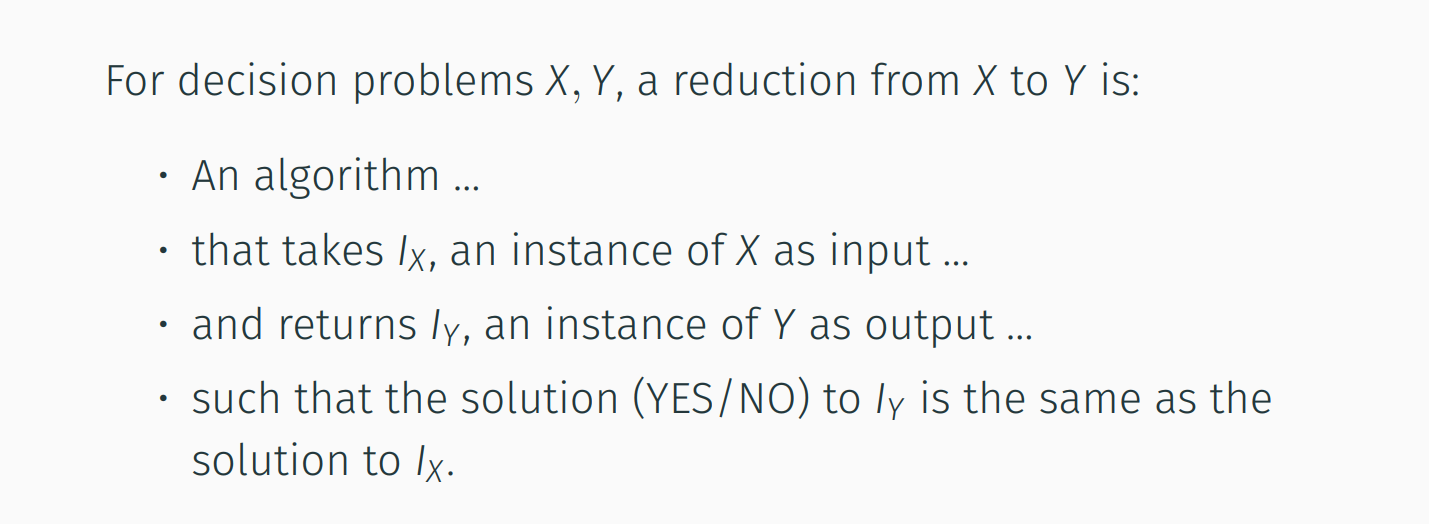 For decision problems X, Y, a reduction from X to Y is:
• An algorithm ...
• that takes I_X, an instance of X as input ...
• and returns I_Y, an instance of Y as output ...
• such that the solution (YES/NO) to I_Y is the same as the
solution to I_X.